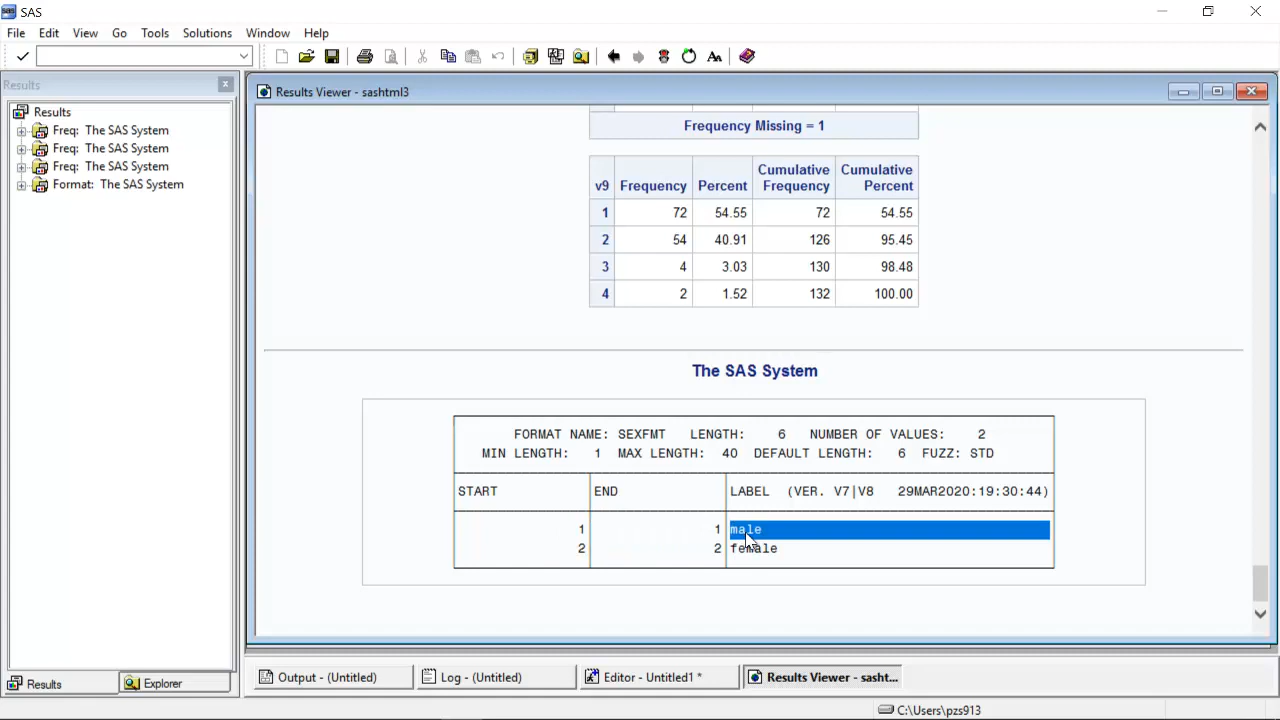 SAS
File Edit View Go Tools Solutions Window Help
Results
Results
Freq: The SAS System
Freq: The SAS System
Freq: The SAS System
Format: The SAS System
Results Explorer
Results Viewer - sashtml3
Frequency Missing = 1
v9 Frequency Percent Cumulative Frequency Cumulative Percent
1 72 54.55 72 54.55
2 54 40.91 126 95.45
3 4 3.03 130 98.48
4 2 1.52 132 100.00
The SAS System
FORMAT NAME: SEXFMT LENGTH: 6 NUMBER OF VALUES: 2
MIN LENGTH: 1 MAX LENGTH: 40 DEFAULT LENGTH: 6 FUZZ: STD
START END LABEL (VER. V7|V8 29MAR2020:19:30:44)
1 1 male
2 2 female
Output - (Untitled) Log - (Untitled) Editor - Untitled1 * Results Viewer - sasht...
C:\Users\pzs913